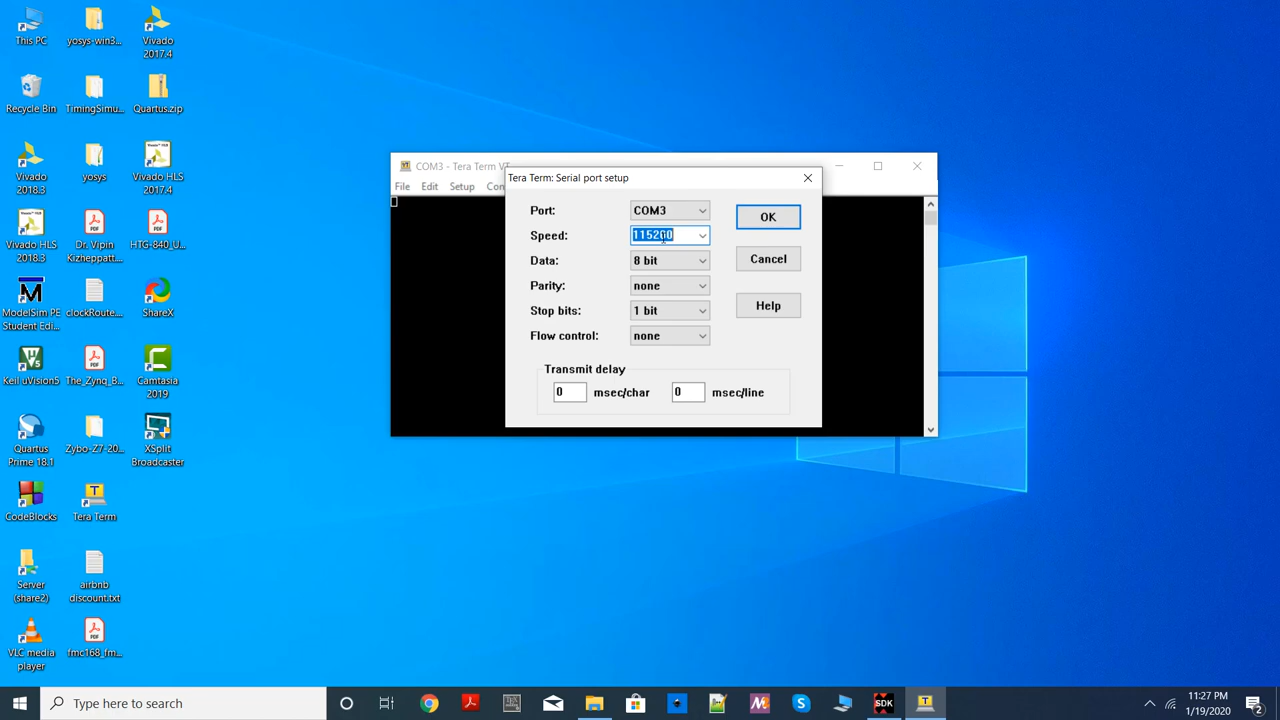 This PC
yosys-win3...
Vivado
2017.4
Recycle Bin
TimingSimu...
Quartus.zip
Vivado
2018.3
yosys
Vivado HLS
2017.4
Vivado HLS
2018.3
Dr. Vipin
Kizheppatt...
HTG-840_U...
ModelSim PE
Student Edi...
clockRoute...
ShareX
Keil uVision5
The_Zynq_B...
Camtasia
2019
Quartus
Prime 18.1
Zybo-Z7-20...
XSplit
Broadcaster
CodeBlocks
Tera Term
Server
(share2)
airbnb
discount.txt
VLC media
player
fmc168_fm...
COM3 - Tera Term VT
File Edit Setup Con
Tera Term: Serial port setup
Port: COM3
OK
Speed: 115200
Data: 8 bit
Cancel
Parity: none
Stop bits: 1 bit
Help
Flow control: none
Transmit delay
0 msec/char 0 msec/line
Type here to search
SDK
11:27 PM
1/19/2020
2